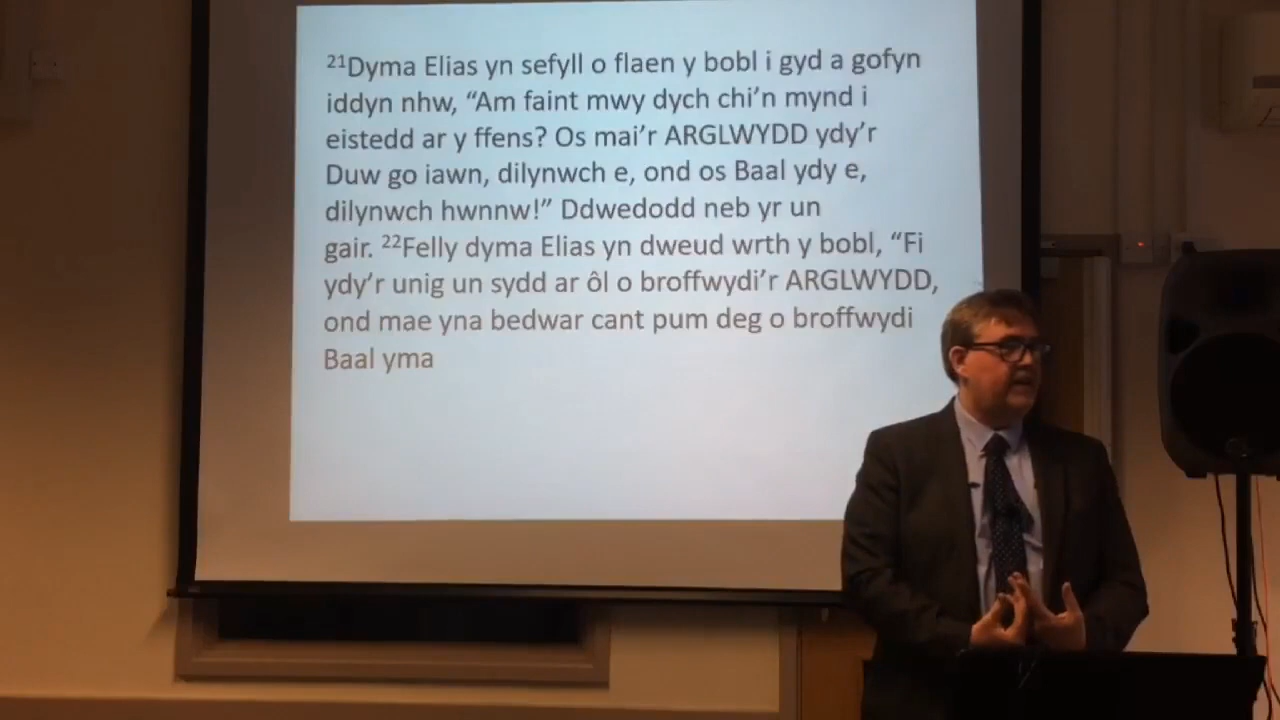 ²¹Dyma Elias yn sefyll o flaen y bobl i gyd a gofyn
iddyn nhw, “Am faint mwy dych chi’n mynd i
eistedd ar y ffens? Os mai’r ARGLWYDD ydy’r
Duw go iawn, dilynwch e, ond os Baal ydy e,
dilynwch hwnnw!” Ddwedodd neb yr un
gair. ²²Felly dyma Elias yn dweud wrth y bobl, “Fi
ydy’r unig un sydd ar ôl o broffwydi’r ARGLWYDD,
ond mae yna bedwar cant pum deg o broffwydi
Baal yma